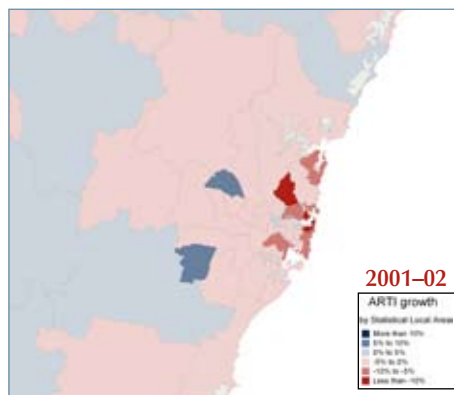 2001–02
ARTI growth
by Statistical Local Areas
More than 10%
5% to 10%
0% to 5%
-5% to 0%
-10% to -5%
Less than -10%